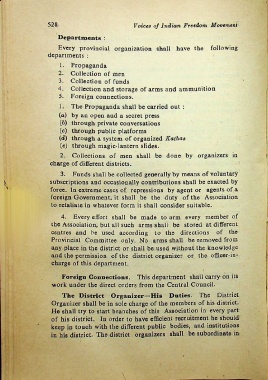 528 Voices of Indian Freedom Movement
Departments :
Every provincial organization shall have the following
departments :
1. Propaganda
2. Collection of men
3. Collection of funds
4. Collection and storage of arms and ammunition
5. Foreign connections.
1. The Propaganda shall be carried out :
(a) by an open and a secret press
(b) through private conversations
(c) through public platforms
(d) through a system of organized Kathas
(e) through magic-lantern slides.
2. Collections of men shall be done by organizers in
charge of different districts.
3. Funds shall be collected generally by means of voluntary
subscriptions and occasionally contributions shall be exacted by
force. In extreme cases of repressions by agent or agents of a
foreign Government, it shall be the duty of the Association
to retaliate in whatever form it shall consider suitable.
4. Every effort shall be made to arm every member of
the Association, but all such arms shall be stored at different
centres and be used according to the directions of the
Provincial Committee only. No arms shall be removed from
any place in the district or shall be used without the knowledge
and the permission of the district organizer or the officer-in-
charge of this department.
Foreign Connections. This department shall carry on its
work under the direct orders from the Central Council.
The District Organizer—His Duties. The District
Organizer shall be in sole charge of the members of his district.
He shall try to start branches of this Association in every part
of his district. In order to have efficient recruitment he should
keep in touch with the different public bodies, and institutions
in his district. The district organizers shall be subordinate in